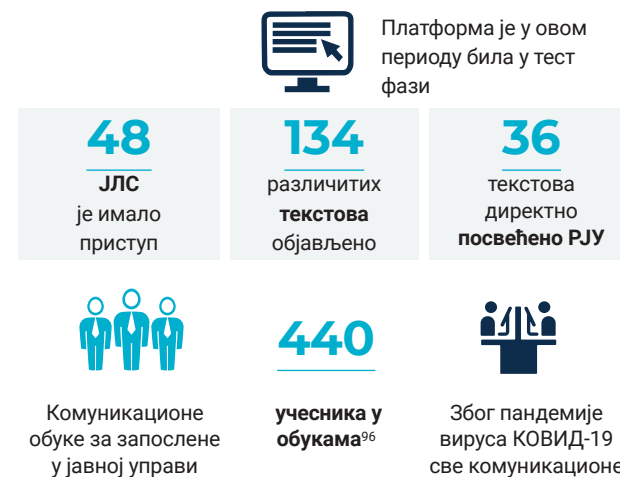 Платформа је у овом
периоду била у тест
фази
48
ЈЛС
је имало
приступ
134
различитих
текстова
објављено
36
текстова
директно
посвећено РЈУ
Комуникационе
обуке за запослене
у јавној управи
440
учесника у
обукама96
Због пандемије
вируса КОВИД-19
све комуникационе